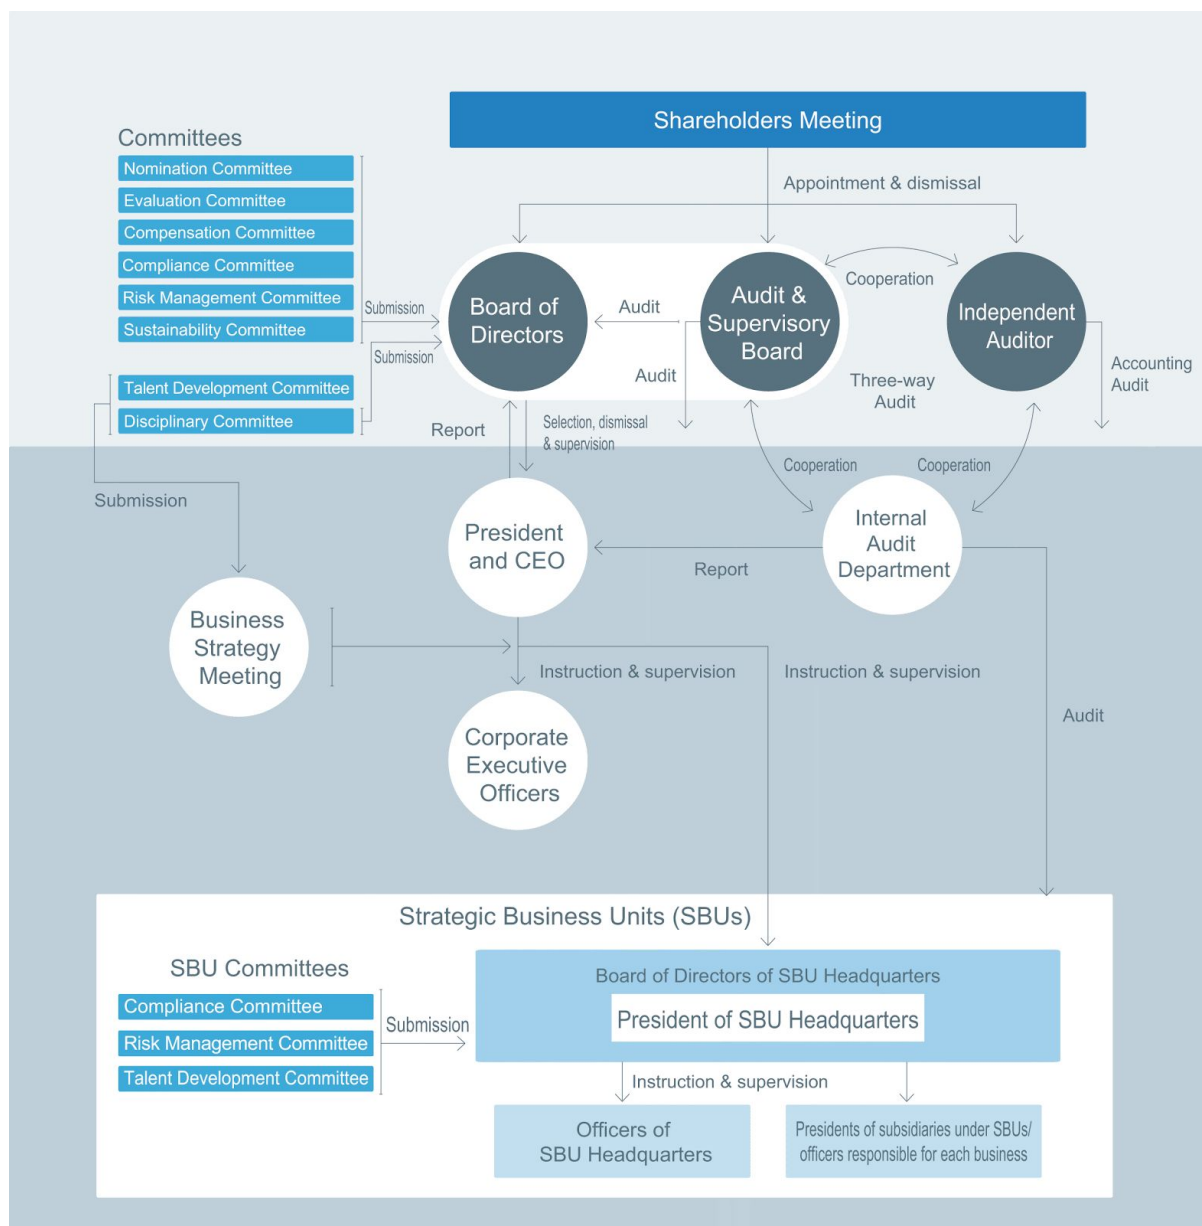 Shareholders Meeting
Committees
Nomination Committee
Evaluation Committee
Compensation Committee
Compliance Committee
Risk Management Committee
Sustainability Committee
Talent Development Committee
Disciplinary Committee
Submission
Submission
Submission
Appointment & dismissal
Board of
Directors
Audit
Audit
Audit &
Supervisory
Board
Cooperation
Independent
Auditor
Three-way
Audit
Accounting
Audit
Report
Selection, dismissal
& supervision
Cooperation
Cooperation
President
and CEO
Report
Internal
Audit
Department
Business
Strategy
Meeting
Instruction & supervision
Instruction & supervision
Audit
Corporate
Executive
Officers
Strategic Business Units (SBUs)
SBU Committees
Compliance Committee
Risk Management Committee
Talent Development Committee
Submission
Board of Directors of SBU Headquarters
President of SBU Headquarters
Instruction & supervision
Officers of
SBU Headquarters
Presidents of subsidiaries under SBUs/
officers responsible for each business